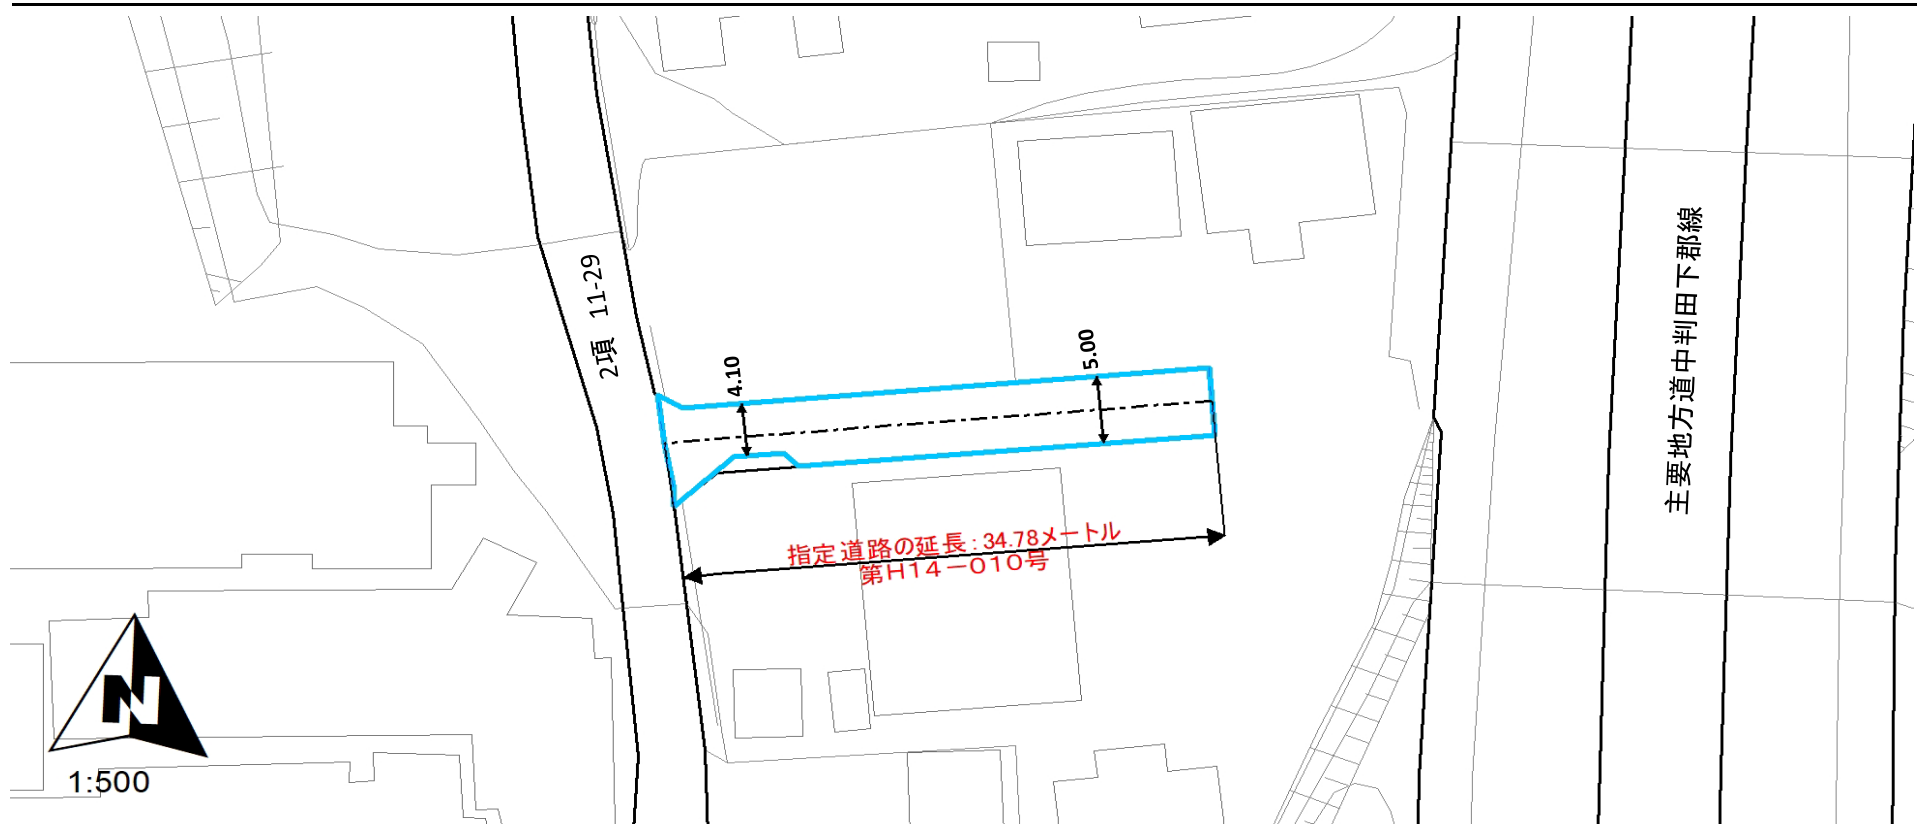 2項 11-29
4.10
5.00
主要地方道中判田下郡線
指定道路の延長:34.78メートル
第H14-010号
N
1:500